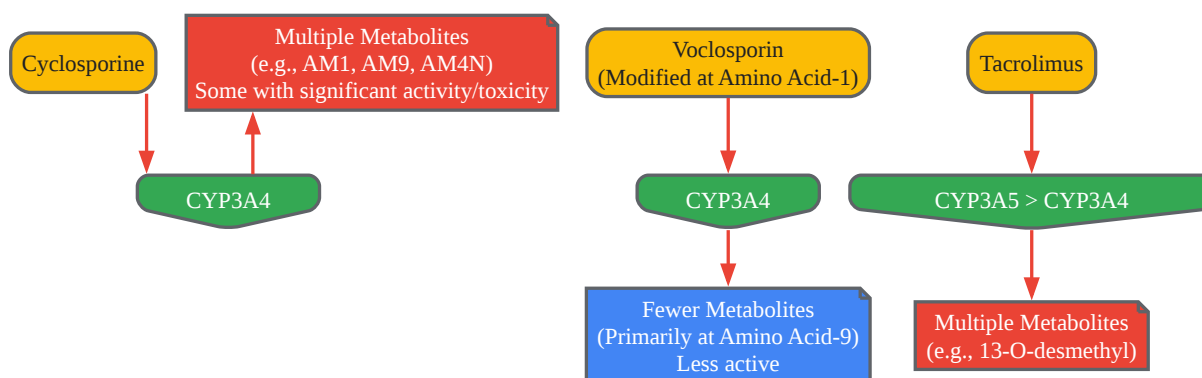 Cyclosporine
Multiple Metabolites
(e.g., AM1, AM9, AM4N)
Some with significant activity/toxicity
CYP3A4
Voclosporin
(Modified at Amino Acid-1)
CYP3A4
Fewer Metabolites
(Primarily at Amino Acid-9)
Less active
Tacrolimus
CYP3A5 > CYP3A4
Multiple Metabolites
(e.g., 13-O-desmethyl)